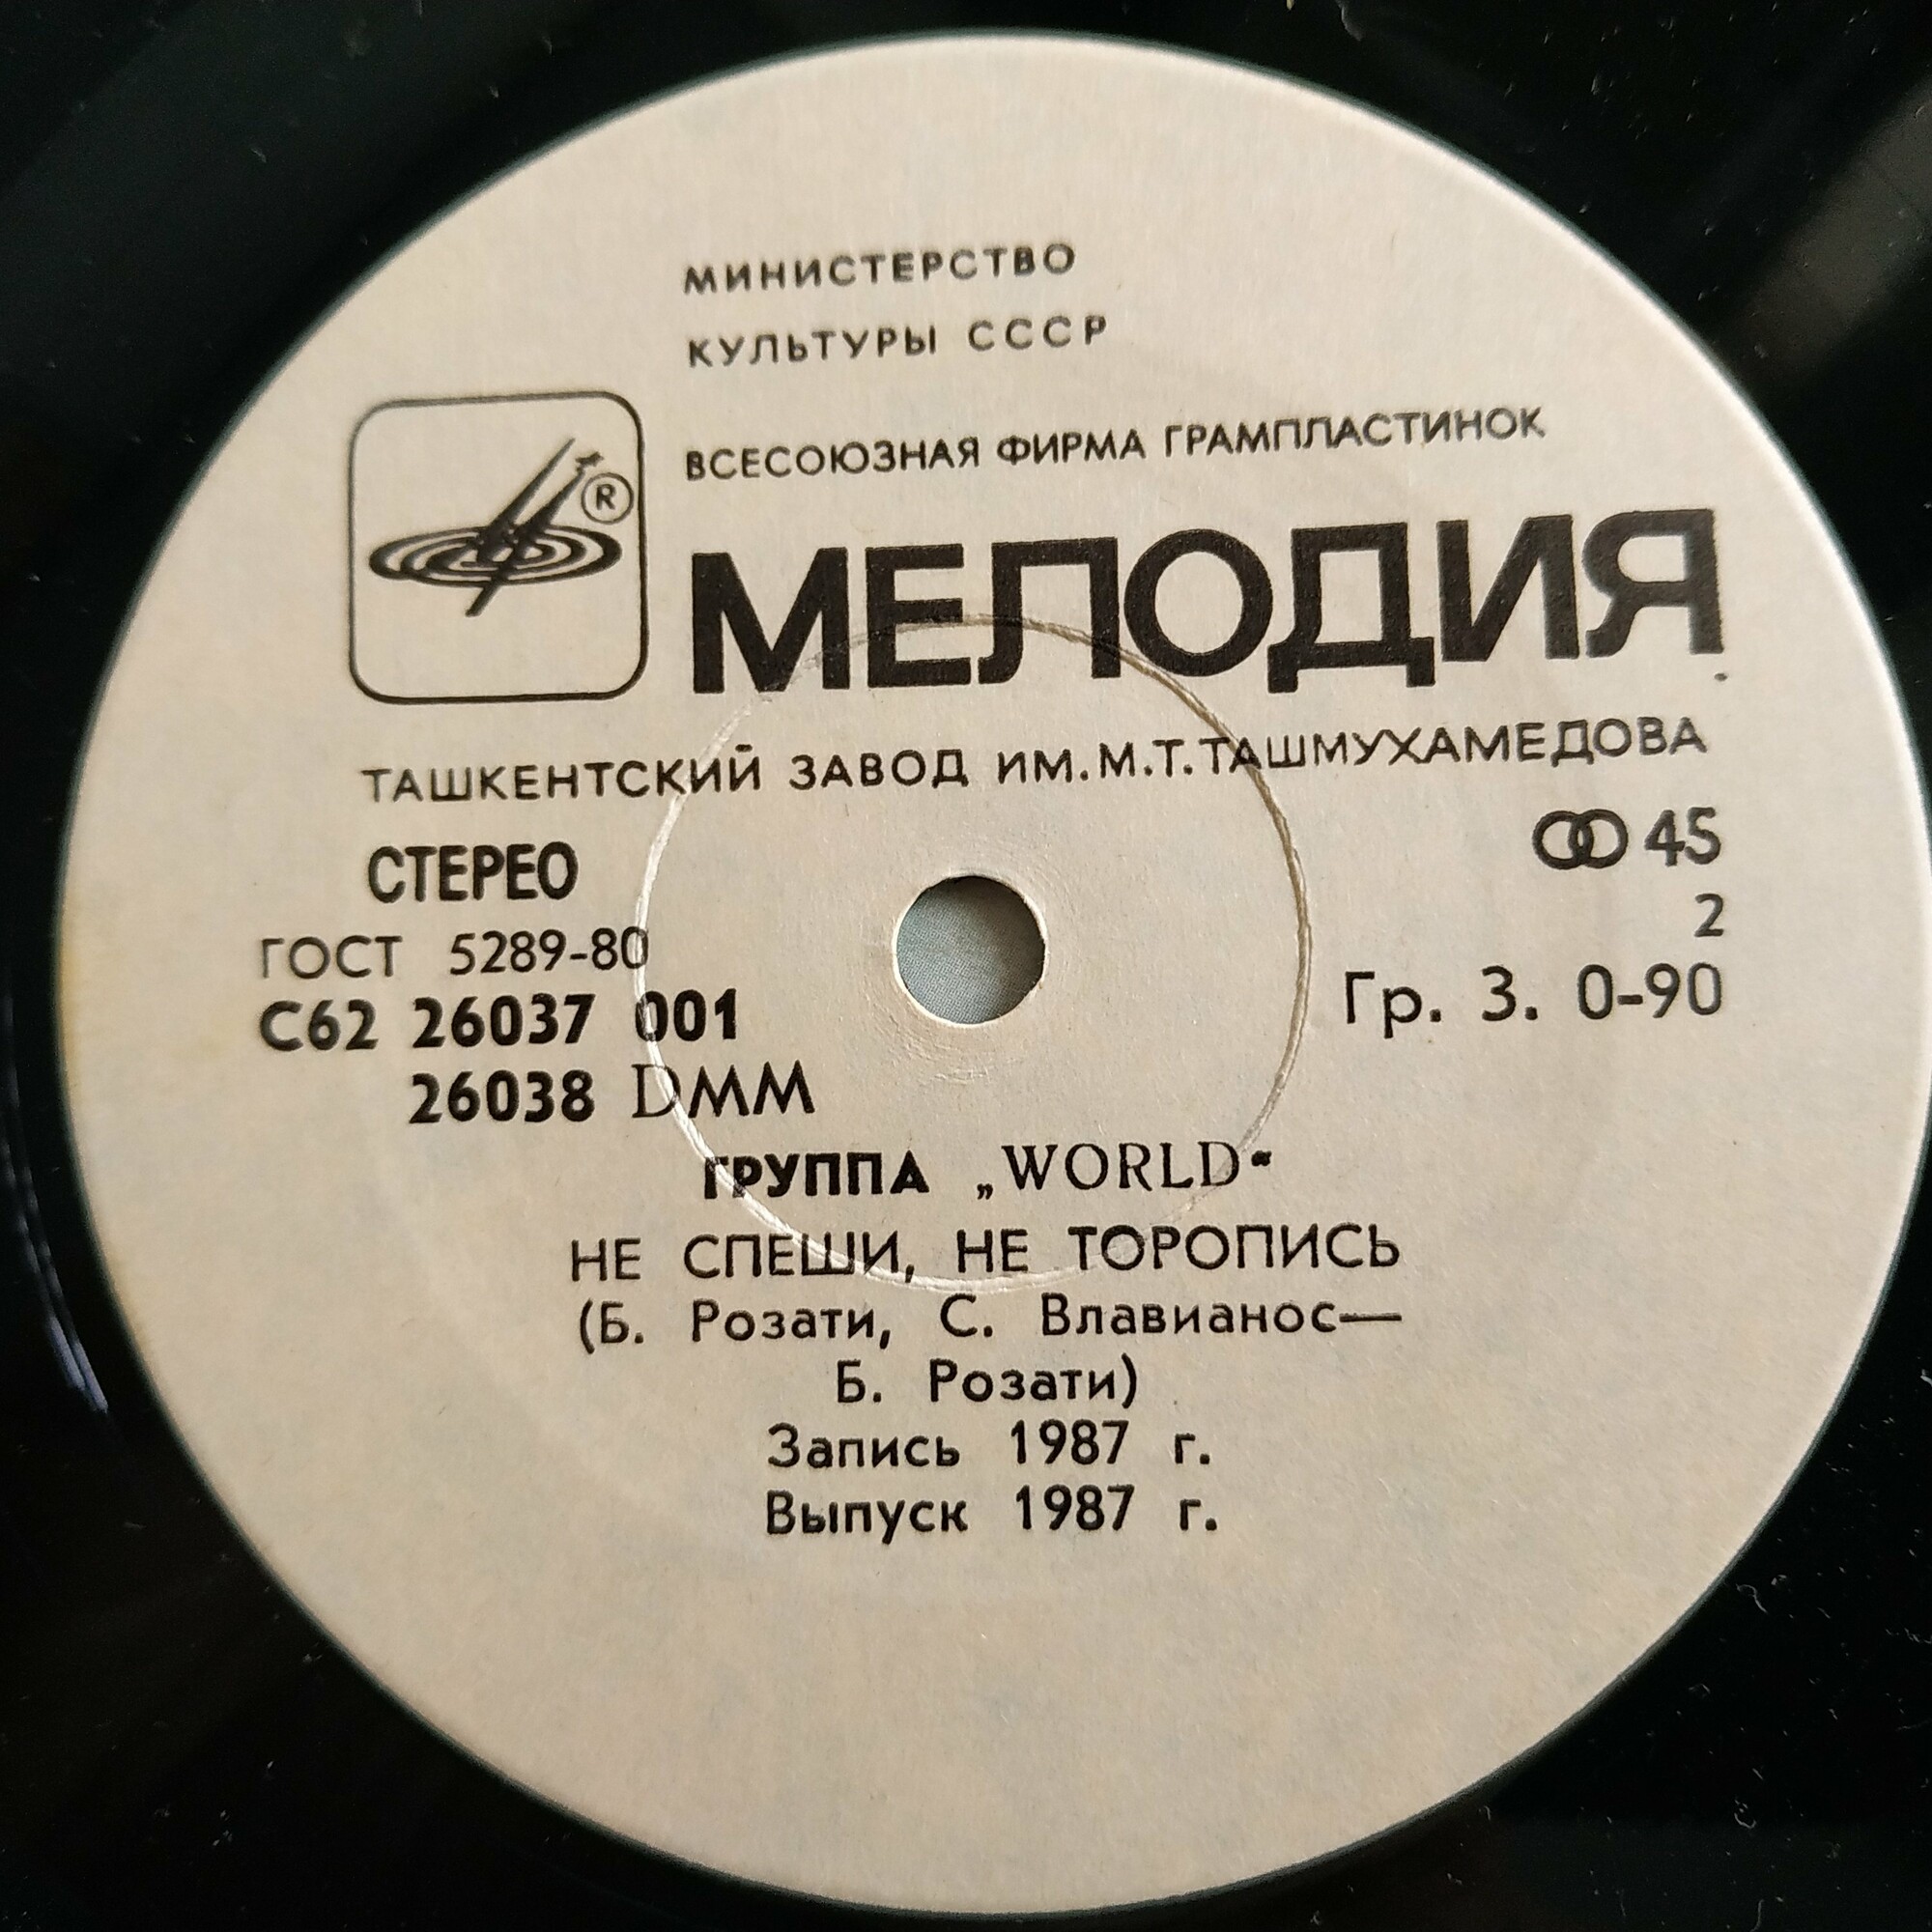 МИНИСТЕРСТВО
КУЛЬТУРЫ СССР
ВСЕСОЮЗНАЯ ФИРМА ГРАМПЛАСТИНОК
®
МЕЛОДИЯ
ТАШКЕНТСКИЙ ЗАВОД ИМ.М.Т.ТАШМУХАМЕДОВА
СТЕРЕО
45
2
ГОСТ 5289-80
Гр. 3. 0-90
С62 26037 001
26038 DMM
ГРУППА „WORLD“
НЕ СПЕШИ, НЕ ТОРОПИСЬ
(Б. Розати, С. Влавианос—
Б. Розати)
Запись 1987 г.
Выпуск 1987 г.